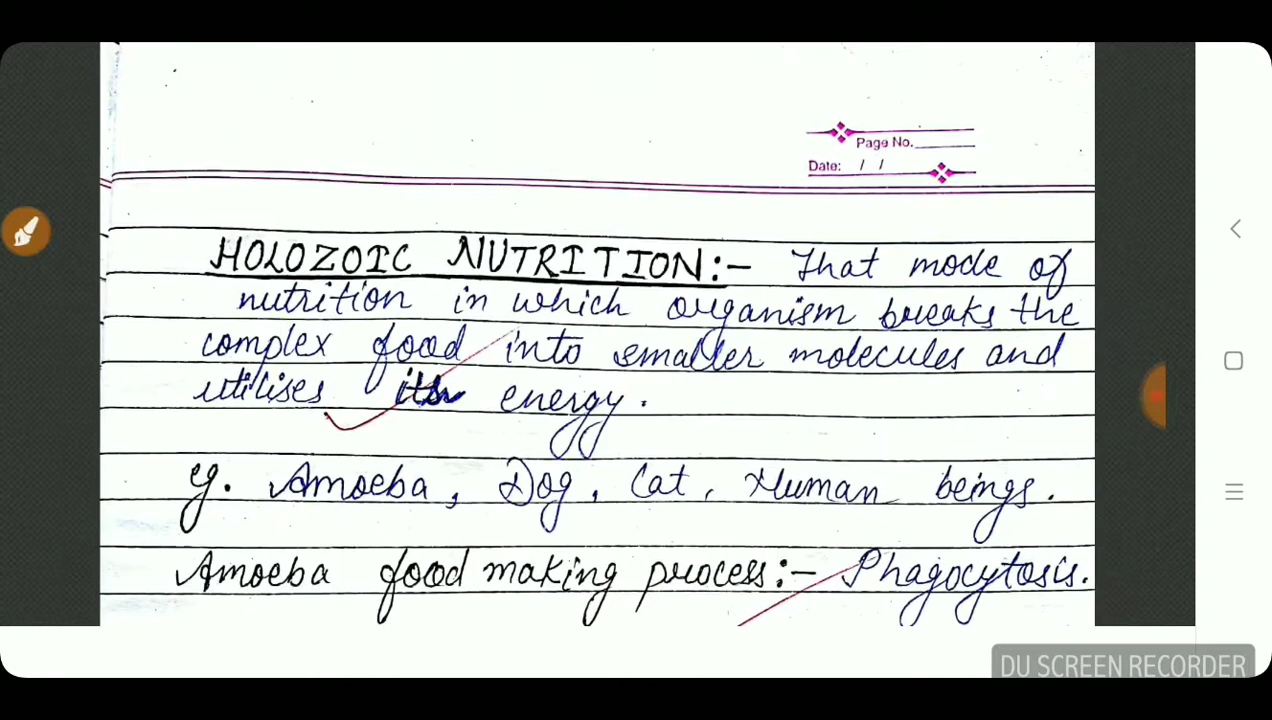 Page No.
Date: / /
HOLOZOIC NUTRITION:- That mode of
nutrition in which organism breaks the
complex food into smaller molecules and
utilises its energy.
eg. Amoeba, Dog, Cat, Human beings.
Amoeba food making process:- Phagocytosis.
DU SCREEN RECORDER